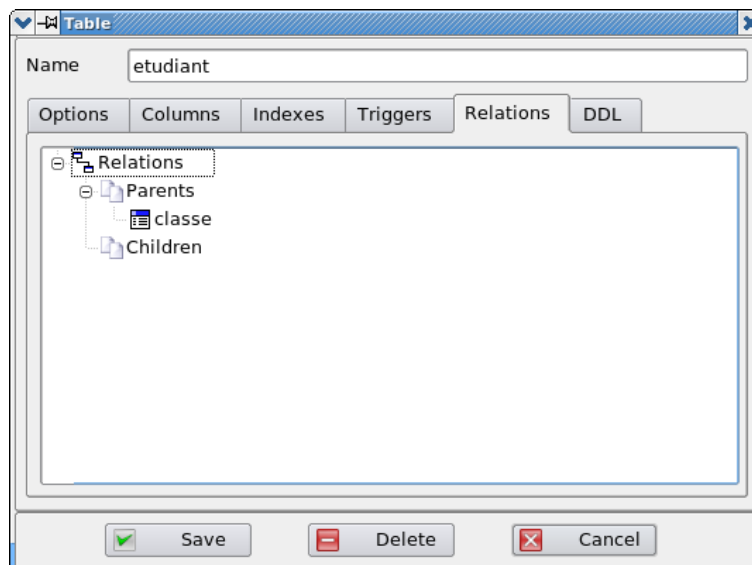 Table
Name etudiant
Options Columns Indexes Triggers Relations DDL
Relations
Parents
classe
Children
Save Delete Cancel